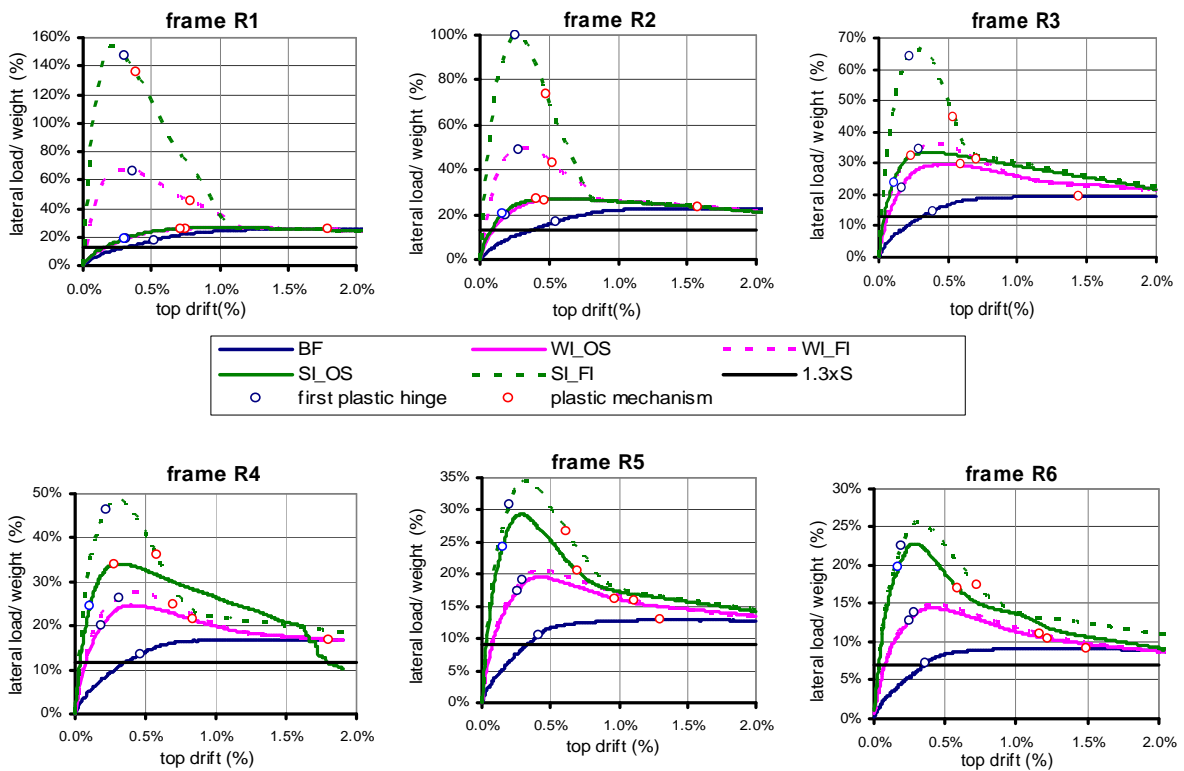 frame R1
frame R2
frame R3
lateral load/ weight (%)
160%
140%
120%
100%
80%
60%
40%
20%
0%
0.0% 0.5% 1.0% 1.5% 2.0%
top drift(%)
lateral load/ weight (%)
100%
80%
60%
40%
20%
0%
0.0% 0.5% 1.0% 1.5% 2.0%
top drift(%)
lateral load/ weight (%)
70%
60%
50%
40%
30%
20%
10%
0%
0.0% 0.5% 1.0% 1.5% 2.0%
top drift(%)
BF WI_OS WI_FI
SI_OS SI_FI 1.3xS
first plastic hinge plastic mechanism
frame R4
frame R5
frame R6
lateral load/ weight (%)
50%
40%
30%
20%
10%
0%
0.0% 0.5% 1.0% 1.5% 2.0%
top drift (%)
lateral load/ weight (%)
35%
30%
25%
20%
15%
10%
5%
0%
0.0% 0.5% 1.0% 1.5% 2.0%
top drift (%)
lateral load/ weight (%)
30%
25%
20%
15%
10%
5%
0%
0.0% 0.5% 1.0% 1.5% 2.0%
top drift (%)